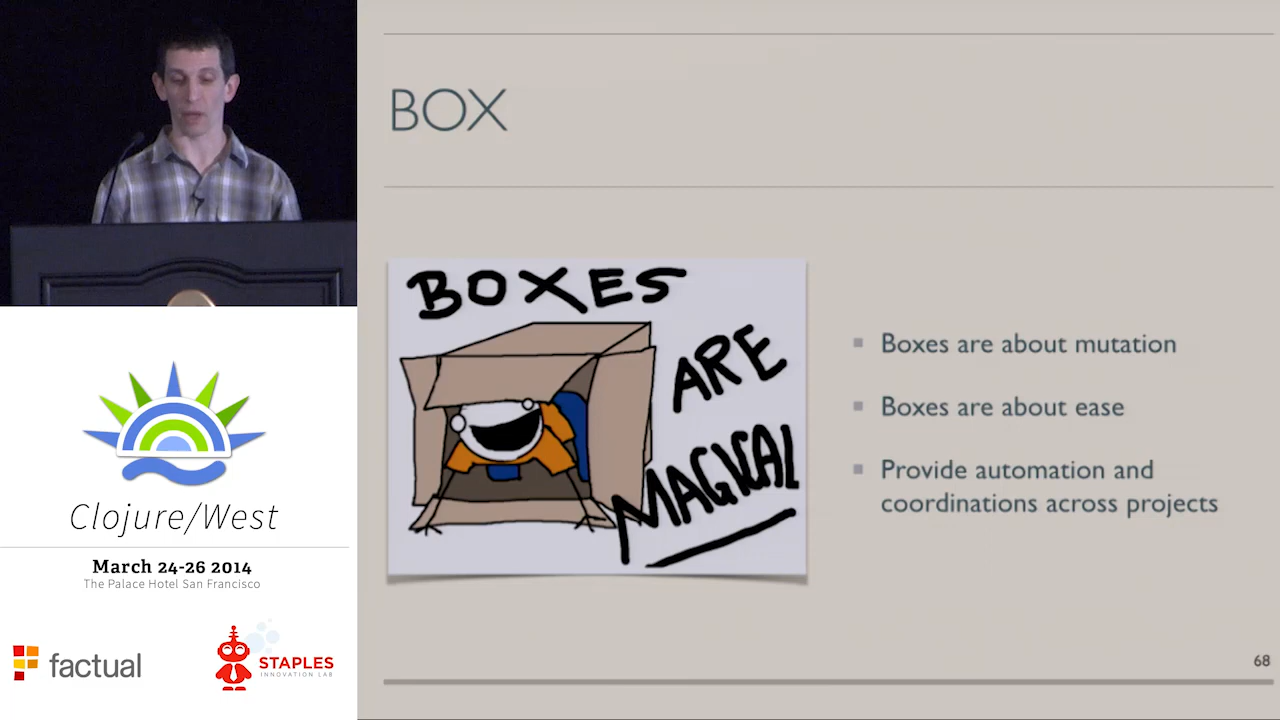 BOX
BOXES
ARE
MAGICAL
Boxes are about mutation
Boxes are about ease
Provide automation and
coordinations across projects
68
Clojure/West
March 24-26 2014
The Palace Hotel San Francisco
factual
STAPLES
INNOVATION LAB